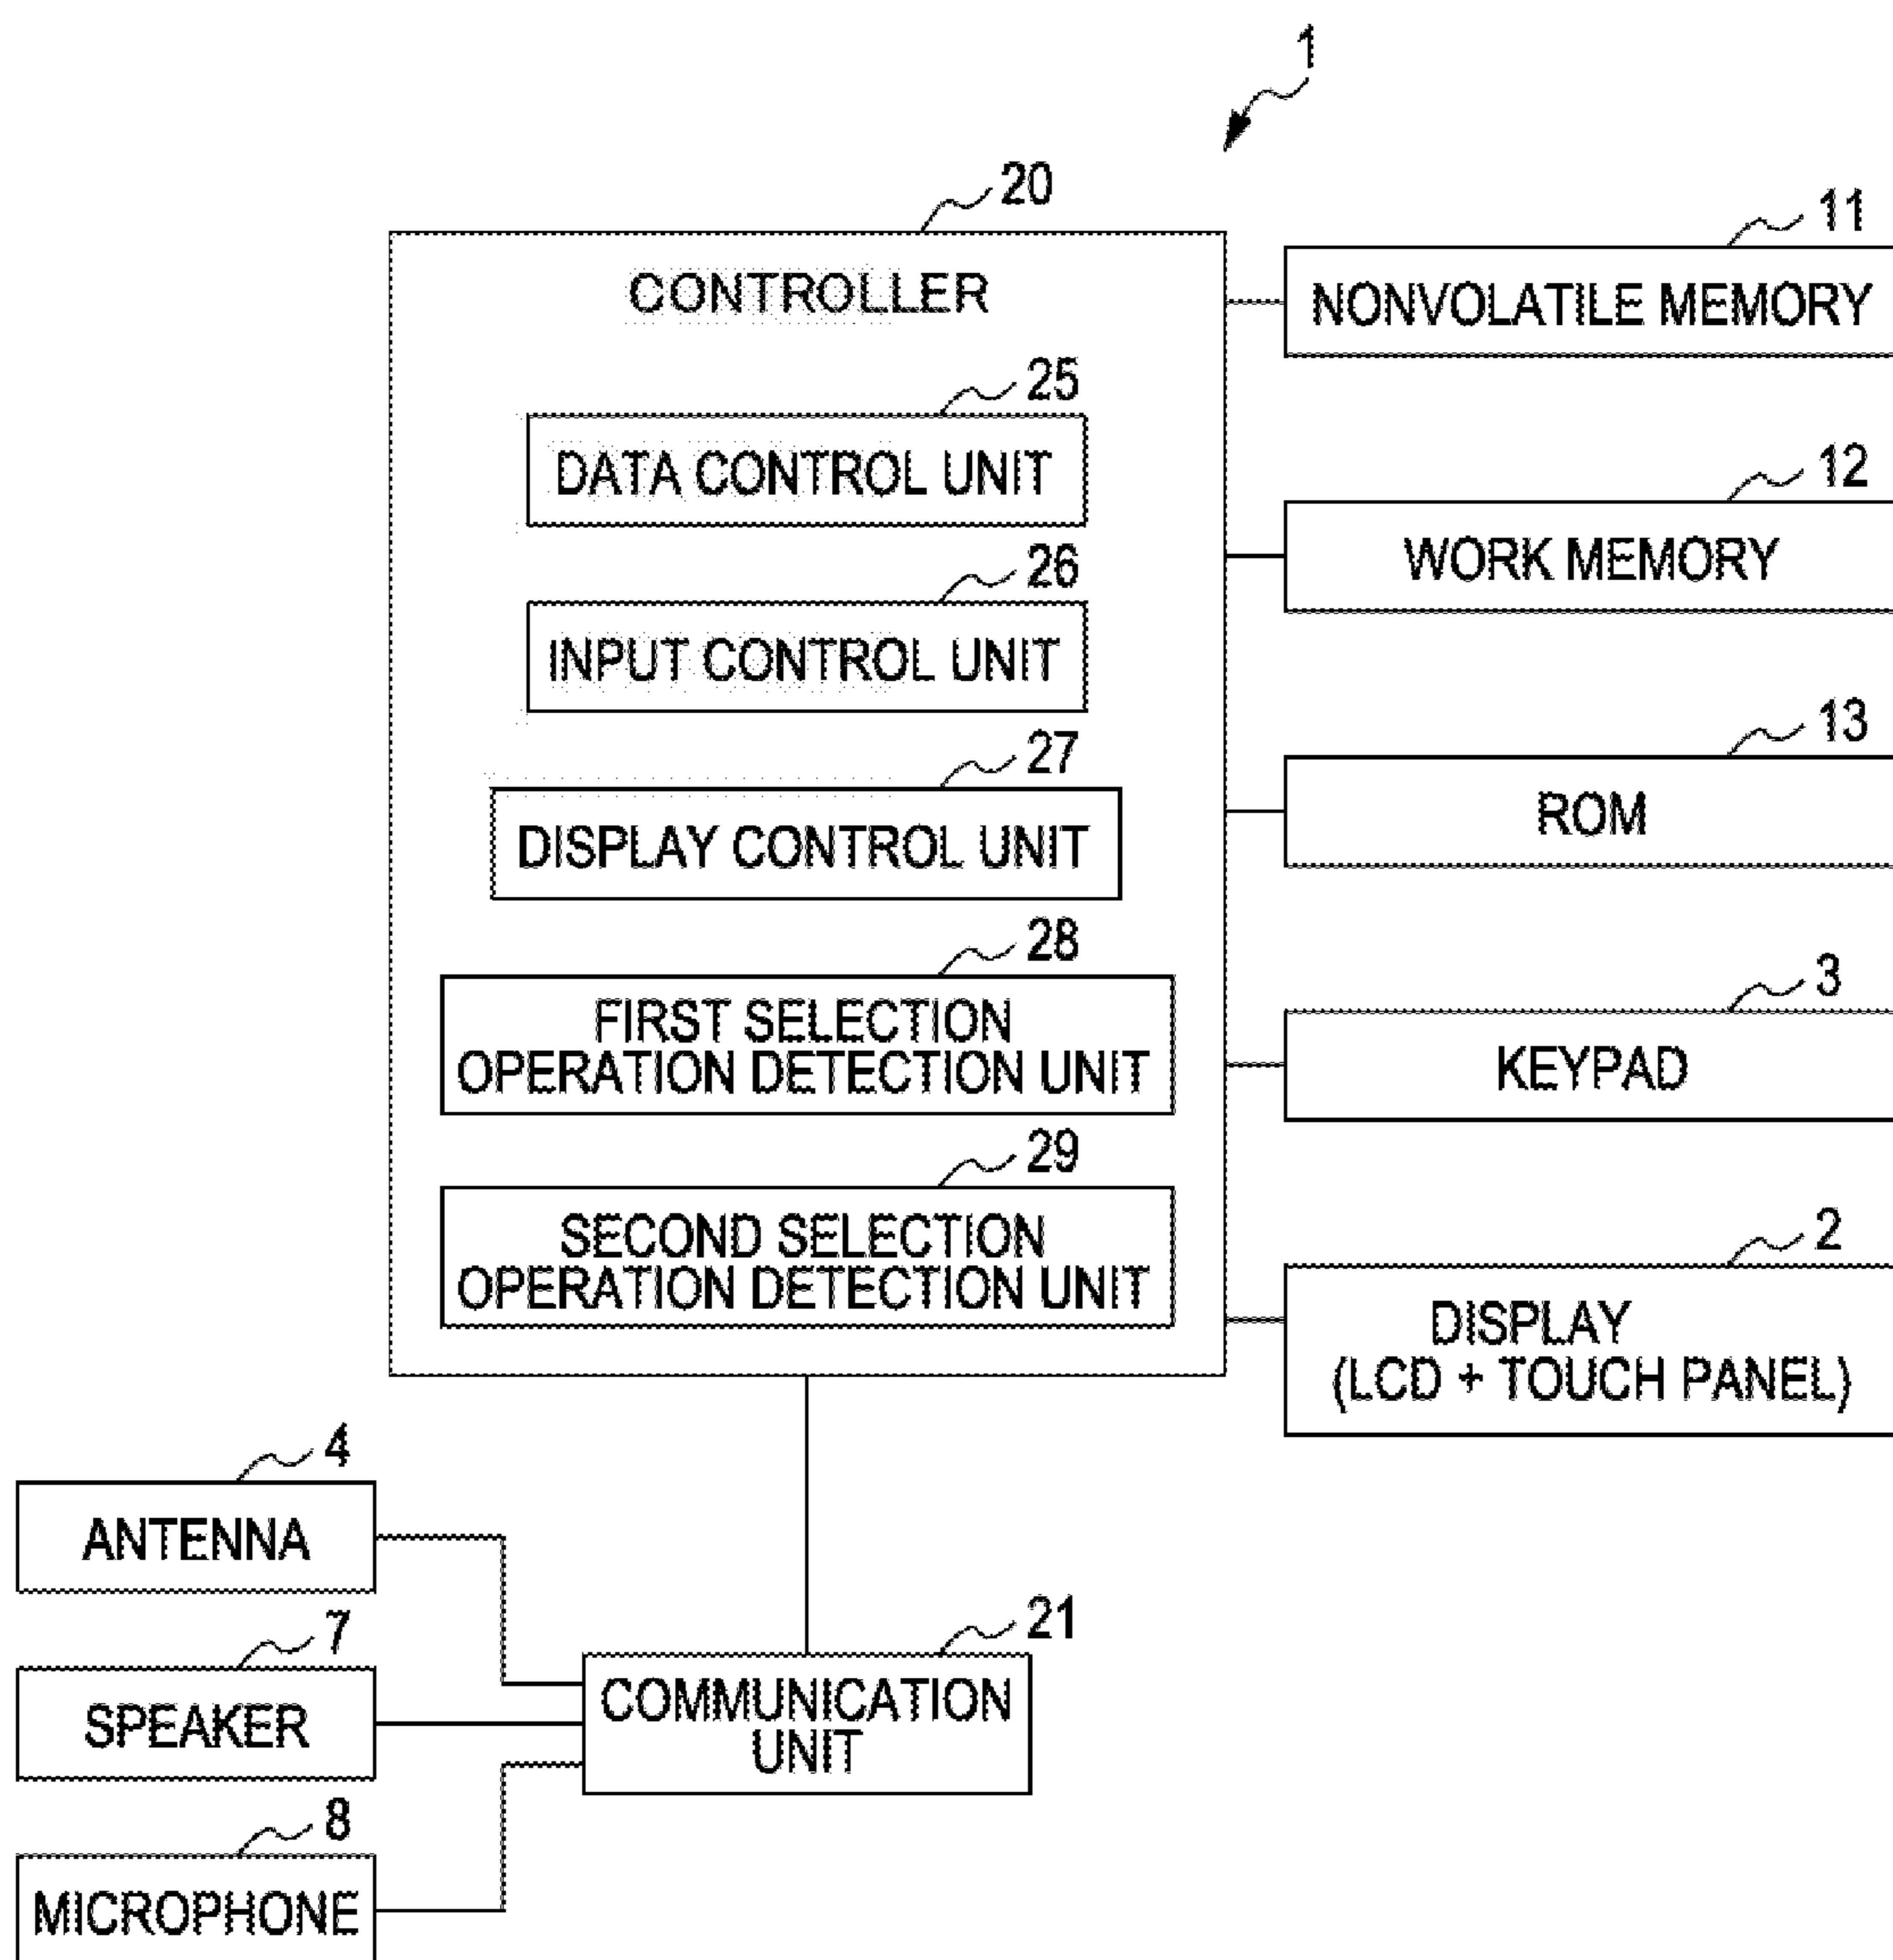 1
20
CONTROLLER
25
DATA CONTROL UNIT
26
INPUT CONTROL UNIT
27
DISPLAY CONTROL UNIT
28
FIRST SELECTION
OPERATION DETECTION UNIT
29
SECOND SELECTION
OPERATION DETECTION UNIT
11
NONVOLATILE MEMORY
12
WORK MEMORY
13
ROM
3
KEYPAD
2
DISPLAY
(LCD + TOUCH PANEL)
4
ANTENNA
7
SPEAKER
8
MICROPHONE
21
COMMUNICATION
UNIT